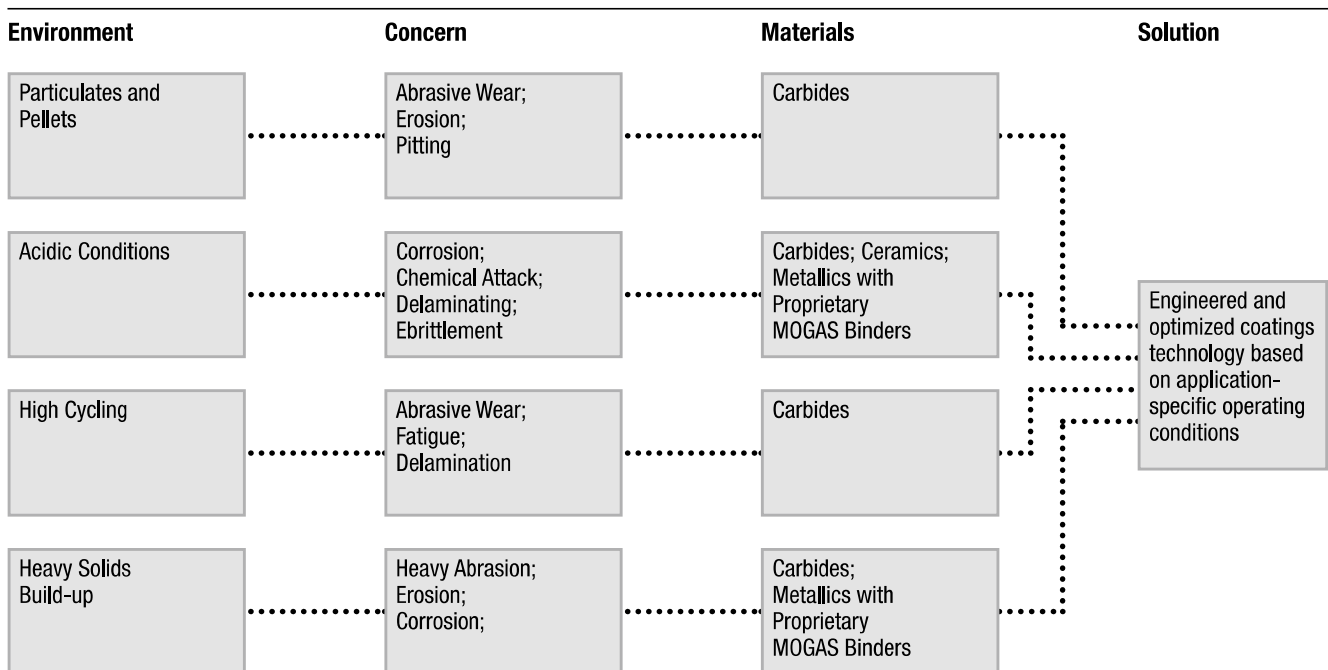 Environment
Concern
Materials
Solution
Particulates and
Pellets
Abrasive Wear;
Erosion;
Pitting
Carbides
Acidic Conditions
Corrosion;
Chemical Attack;
Delaminating;
Ebrittlement
Carbides; Ceramics;
Metallics with
Proprietary
MOGAS Binders
High Cycling
Abrasive Wear;
Fatigue;
Delamination
Carbides
Heavy Solids
Build-up
Heavy Abrasion;
Erosion;
Corrosion;
Carbides;
Metallics with
Proprietary
MOGAS Binders
Engineered and
optimized coatings
technology based
on application-
specific operating
conditions